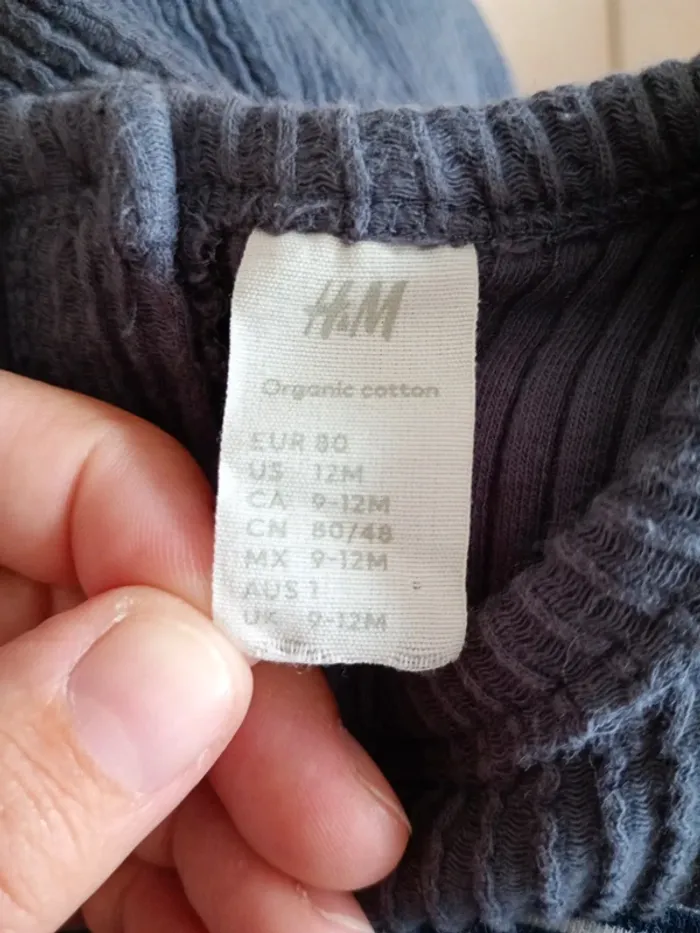 H&M
Organic cotton
EUR 80
US 12M
CA 9-12M
CN 80/48
MX 9-12M
AUS 1
UK 9-12M